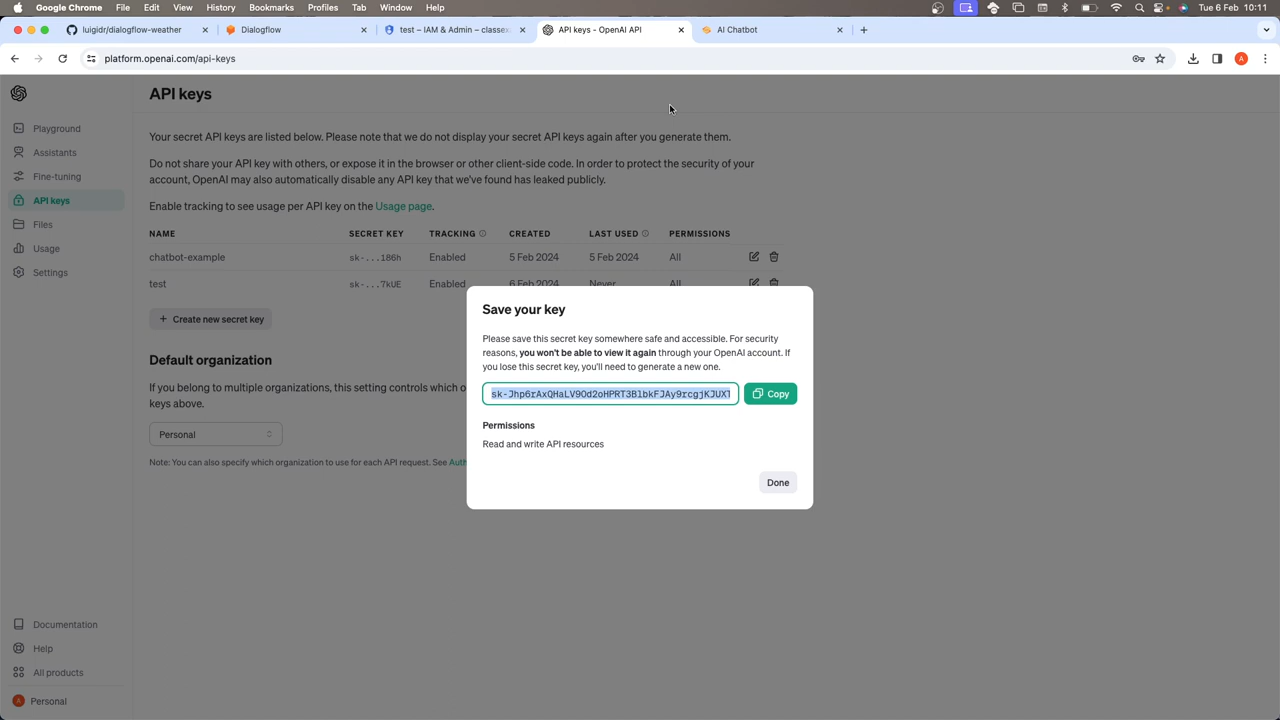 Google Chrome File Edit View History Bookmarks Profiles Tab Window Help
Tue 6 Feb 10:11
luigidr/dialogflow-weather
Dialogflow
test – IAM & Admin – classex
API keys - OpenAI API
AI Chatbot
platform.openai.com/api-keys
A
API keys
Playground
Assistants
Fine-tuning
API keys
Files
Usage
Settings
Your secret API keys are listed below. Please note that we do not display your secret API keys again after you generate them.
Do not share your API key with others, or expose it in the browser or other client-side code. In order to protect the security of your
account, OpenAI may also automatically disable any API key that we've found has leaked publicly.
Enable tracking to see usage per API key on the Usage page.
NAME SECRET KEY TRACKING CREATED LAST USED PERMISSIONS
chatbot-example sk-...186h Enabled 5 Feb 2024 5 Feb 2024 All
test sk-...7kUE Enabled 6 Feb 2024 Never All
+ Create new secret key
Default organization
If you belong to multiple organizations, this setting controls which o
keys above.
Personal
Note: You can also specify which organization to use for each API request. See Auth
Save your key
Please save this secret key somewhere safe and accessible. For security
reasons, you won't be able to view it again through your OpenAI account. If
you lose this secret key, you'll need to generate a new one.
sk-Jhp6rAxQHaLV9Od2oHPRT3BlbkFJAy9rcgjKJUXT
Copy
Permissions
Read and write API resources
Done
Documentation
Help
All products
A Personal